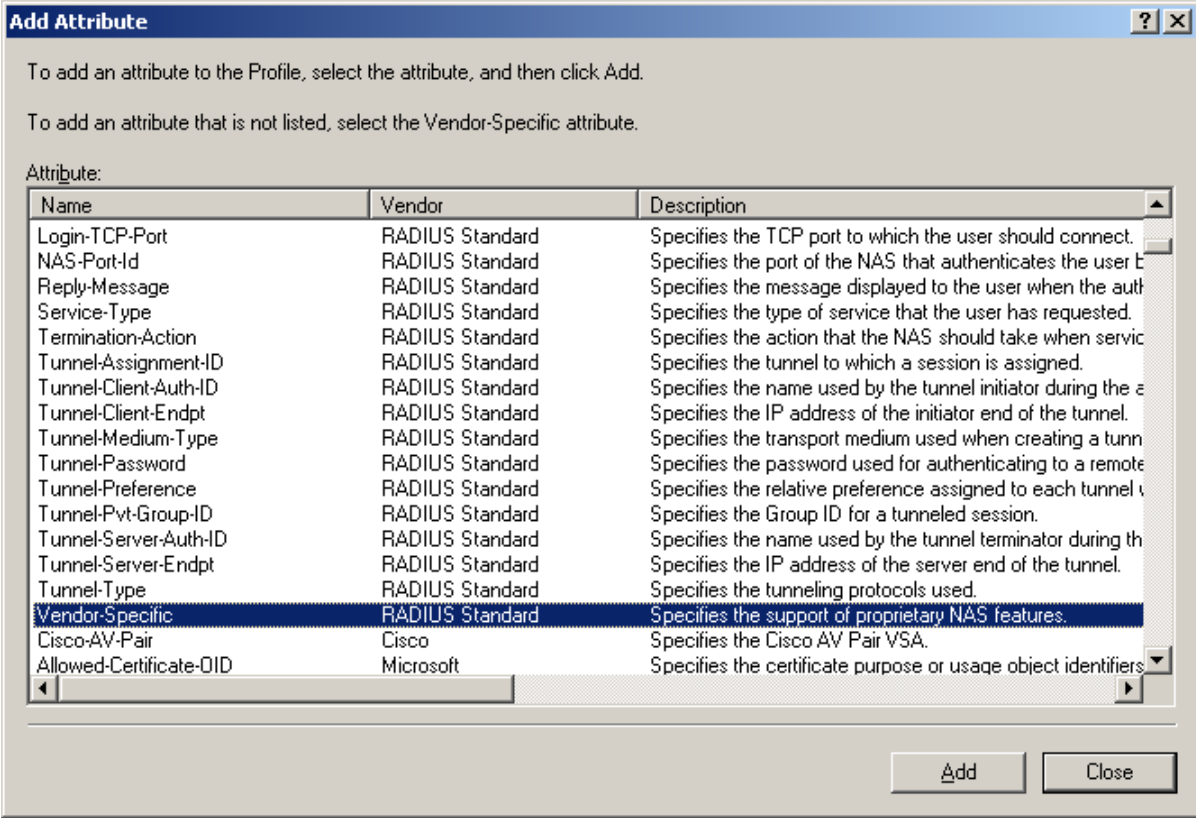 Add Attribute
To add an attribute to the Profile, select the attribute, and then click Add.
To add an attribute that is not listed, select the Vendor-Specific attribute.
Attribute:
Name Vendor Description
Login-TCP-Port RADIUS Standard Specifies the TCP port to which the user should connect.
NAS-Port-Id RADIUS Standard Specifies the port of the NAS that authenticates the user
Reply-Message RADIUS Standard Specifies the message displayed to the user when the
Service-Type RADIUS Standard Specifies the type of service that the user has requested.
Termination-Action RADIUS Standard Specifies the action that the NAS should take when
Tunnel-Assignment-ID RADIUS Standard Specifies the tunnel to which a session is assigned.
Tunnel-Client-Auth-ID RADIUS Standard Specifies the name used by the tunnel initiator during the
Tunnel-Client-Endpt RADIUS Standard Specifies the IP address of the initiator end of the tunnel.
Tunnel-Medium-Type RADIUS Standard Specifies the transport medium used when creating a
Tunnel-Password RADIUS Standard Specifies the password used for authenticating to a remote
Tunnel-Preference RADIUS Standard Specifies the relative preference assigned to each tunnel
Tunnel-Pvt-Group-ID RADIUS Standard Specifies the Group ID for a tunneled session.
Tunnel-Server-Auth-ID RADIUS Standard Specifies the name used by the tunnel terminator during
Tunnel-Server-Endpt RADIUS Standard Specifies the IP address of the server end of the tunnel.
Tunnel-Type RADIUS Standard Specifies the tunneling protocols used.
Vendor-Specific RADIUS Standard Specifies the support of proprietary NAS features.
Cisco-AV-Pair Cisco Specifies the Cisco AV Pair VSA.
Allowed-Certificate-OID Microsoft Specifies the certificate purpose or usage object identifiers
Add Close